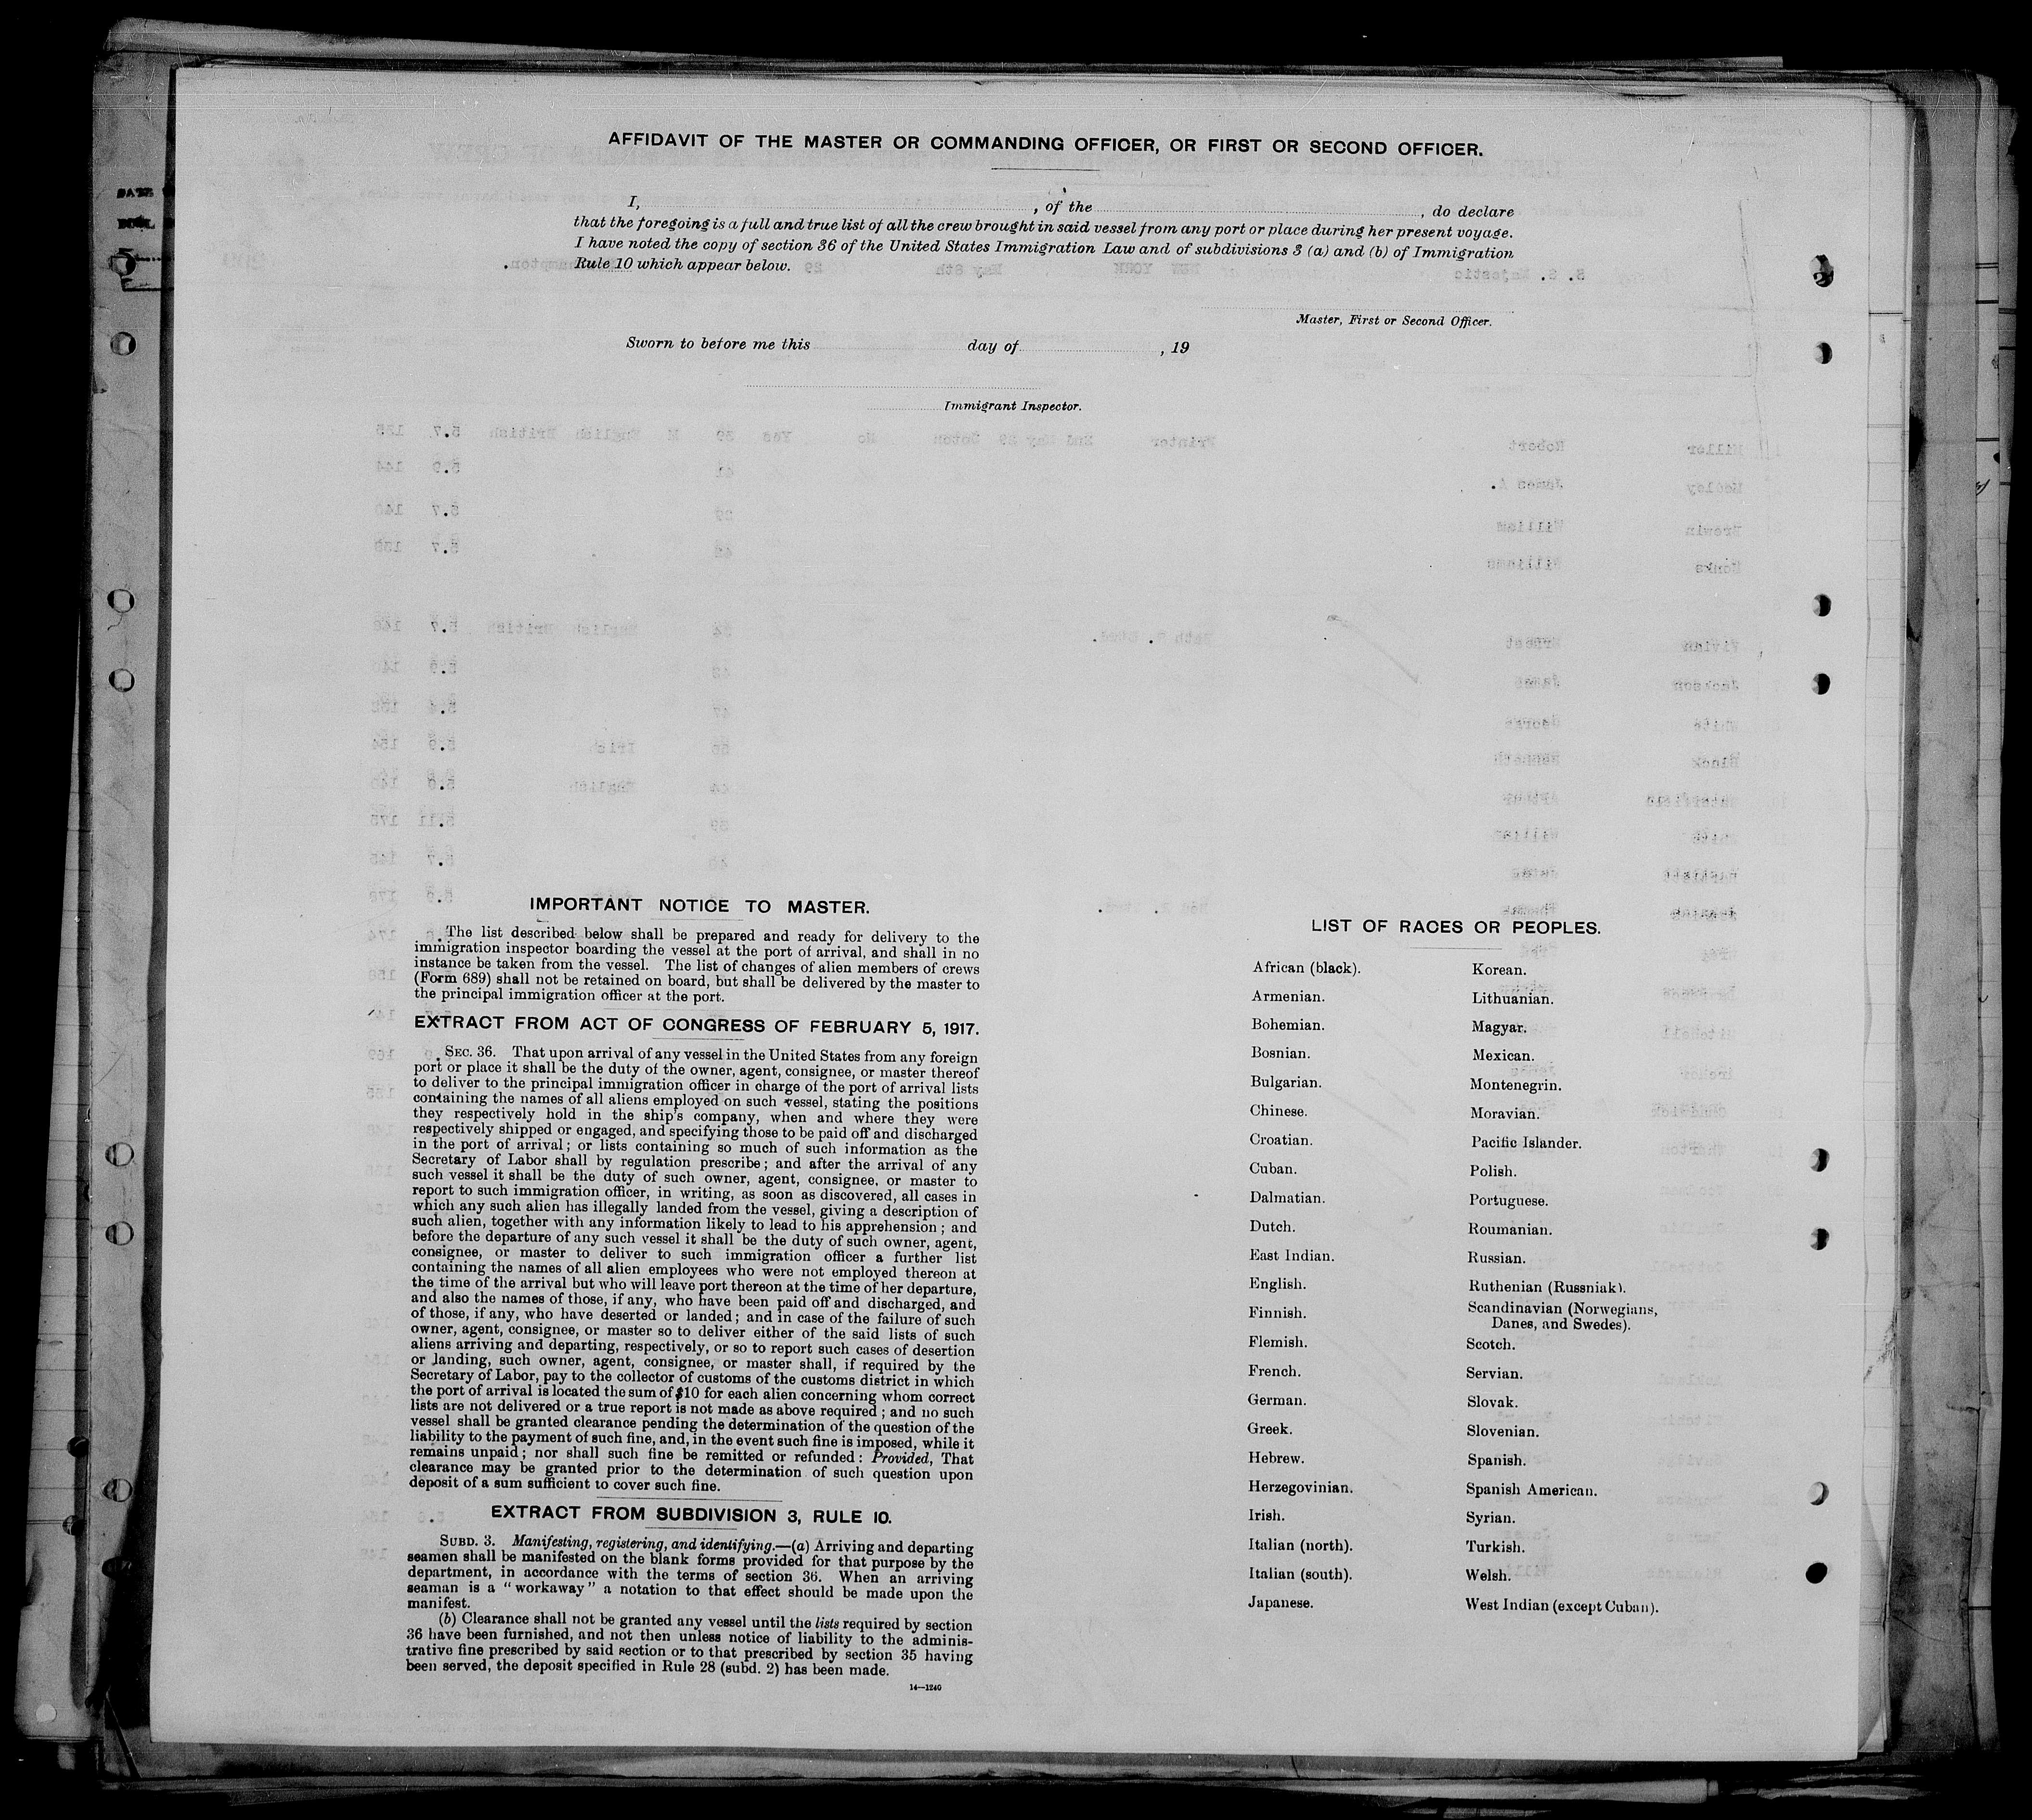 AFFIDAVIT OF THE MASTER OR COMMANDING OFFICER, OR FIRST OR SECOND OFFICER.
I, , of the , do declare
that the foregoing is a full and true list of all the crew brought in said vessel from any port or place during her present voyage.
I have noted the copy of section 36 of the United States Immigration Law and of subdivisions 3 (a) and (b) of Immigration
Rule 10 which appear below.
Master, First or Second Officer.
Sworn to before me this day of , 19
Immigrant Inspector.
IMPORTANT NOTICE TO MASTER.
The list described below shall be prepared and ready for delivery to the
immigration inspector boarding the vessel at the port of arrival, and shall in no
instance be taken from the vessel. The list of changes of alien members of crews
(Form 689) shall not be retained on board, but shall be delivered by the master to
the principal immigration officer at the port.
EXTRACT FROM ACT OF CONGRESS OF FEBRUARY 5, 1917.
SEC. 36. That upon arrival of any vessel in the United States from any foreign
port or place it shall be the duty of the owner, agent, consignee, or master thereof
to deliver to the principal immigration officer in charge of the port of arrival lists
containing the names of all aliens employed on such vessel, stating the positions
they respectively hold in the ship's company, when and where they were
respectively shipped or engaged, and specifying those to be paid off and discharged
in the port of arrival; or lists containing so much of such information as the
Secretary of Labor shall by regulation prescribe; and after the arrival of any
such vessel it shall be the duty of such owner, agent, consignee, or master to
report to such immigration officer, in writing, as soon as discovered, all cases in
which any such alien has illegally landed from the vessel, giving a description of
such alien, together with any information likely to lead to his apprehension; and
before the departure of any such vessel it shall be the duty of such owner, agent,
consignee, or master to deliver to such immigration officer a further list
containing the names of all alien employees who were not employed thereon at
the time of the arrival but who will leave port thereon at the time of her departure,
and also the names of those, if any, who have been paid off and discharged, and
of those, if any, who have deserted or landed; and in case of the failure of such
owner, agent, consignee, or master so to deliver either of the said lists of such
aliens arriving and departing, respectively, or so to report such cases of desertion
or landing, such owner, agent, consignee, or master shall, if required by the
Secretary of Labor, pay to the collector of customs of the customs district in which
the port of arrival is located the sum of $10 for each alien concerning whom correct
lists are not delivered or a true report is not made as above required; and no such
vessel shall be granted clearance pending the determination of the question of the
liability to the payment of such fine, and, in the event such fine is imposed, while it
remains unpaid; nor shall such fine be remitted or refunded: Provided, That
clearance may be granted prior to the determination of such question upon
deposit of a sum sufficient to cover such fine.
EXTRACT FROM SUBDIVISION 3, RULE 10.
SUBD. 3. Manifesting, registering, and identifying.—(a) Arriving and departing
seamen shall be manifested on the blank forms provided for that purpose by the
department, in accordance with the terms of section 36. When an arriving
seaman is a "workaway" a notation to that effect should be made upon the
manifest.
(b) Clearance shall not be granted any vessel until the lists required by section
36 have been furnished, and not then unless notice of liability to the adminis-
trative fine prescribed by said section or to that prescribed by section 35 having
been served, the deposit specified in Rule 28 (subd. 2) has been made.
14—1240
LIST OF RACES OR PEOPLES.
African (black).
Armenian.
Bohemian.
Bosnian.
Bulgarian.
Chinese.
Croatian.
Cuban.
Dalmatian.
Dutch.
East Indian.
English.
Finnish.
Flemish.
French.
German.
Greek.
Hebrew.
Herzegovinian.
Irish.
Italian (north).
Italian (south).
Japanese.
Korean.
Lithuanian.
Magyar.
Mexican.
Montenegrin.
Moravian.
Pacific Islander.
Polish.
Portuguese.
Roumanian.
Russian.
Ruthenian (Russniak).
Scandinavian (Norwegians,
Danes, and Swedes).
Scotch.
Servian.
Slovak.
Slovenian.
Spanish.
Spanish American.
Syrian.
Turkish.
Welsh.
West Indian (except Cuban).